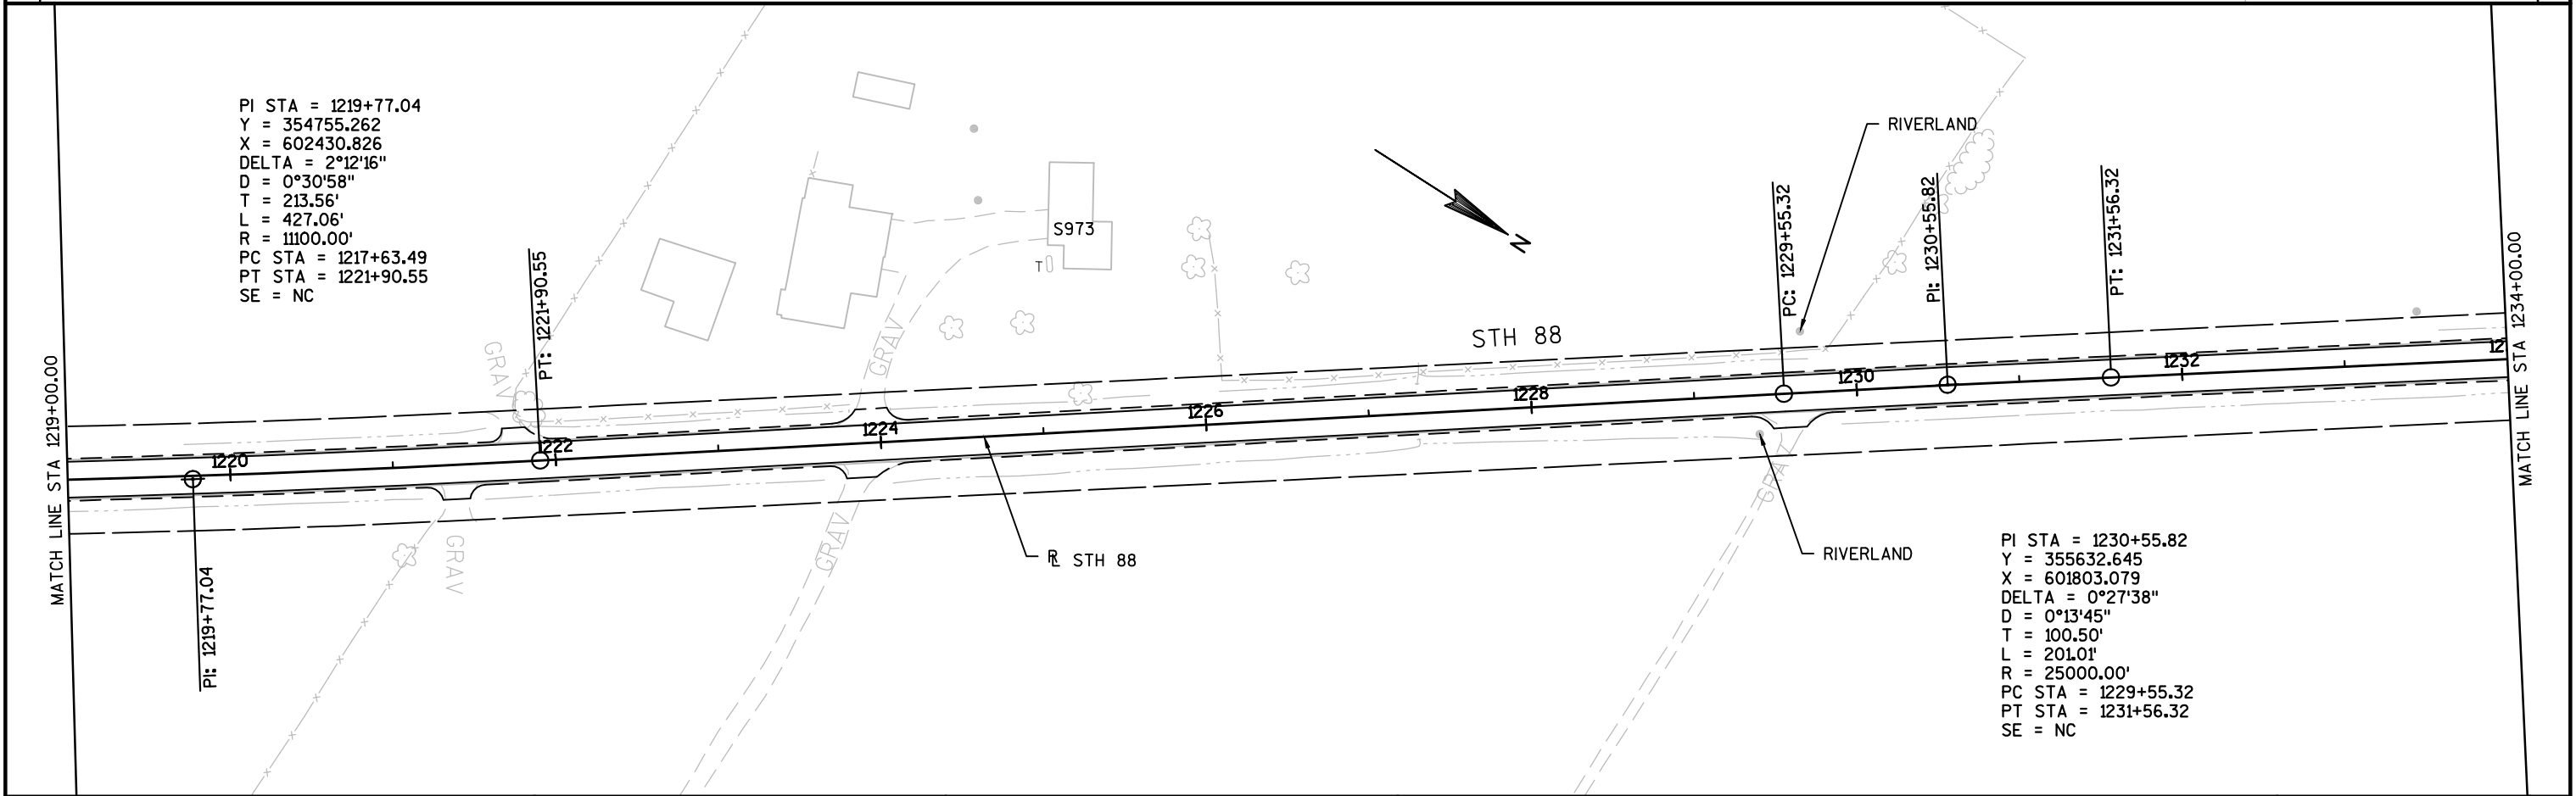 PI STA = 1219+77.04
Y = 354755.262
X = 602430.826
DELTA = 2°12'16"
D = 0°30'58"
T = 213.56'
L = 427.06'
R = 11100.00'
PC STA = 1217+63.49
PT STA = 1221+90.55
SE = NC
MATCH LINE STA 1219+00.00
PI: 1219+77.04
PT: 1221+90.55
GRAV
GRAV
GRAV
GRAV
S973
T
N
STH 88
RIVERLAND
PC: 1229+55.32
PI: 1230+55.82
PT: 1231+56.32
MATCH LINE STA 1234+00.00
1220
1222
1224
1226
1228
1230
1232
12
STH 88
RIVERLAND
GRA
PI STA = 1230+55.82
Y = 355632.645
X = 601803.079
DELTA = 0°27'38"
D = 0°13'45"
T = 100.50'
L = 201.01'
R = 25000.00'
PC STA = 1229+55.32
PT STA = 1231+56.32
SE = NC